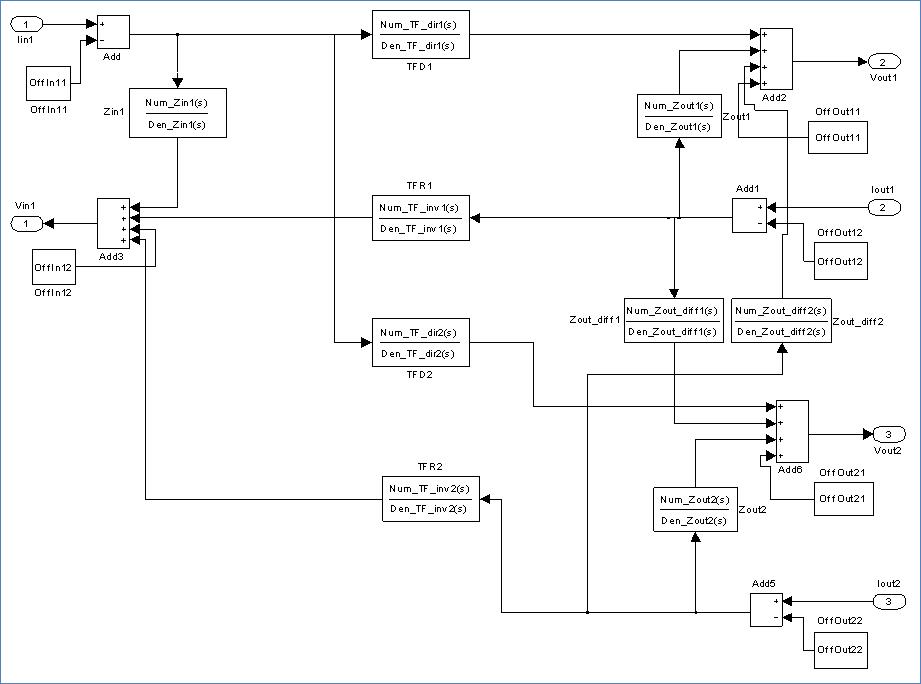 1
Iin1
+
−
Add
OffIn11
OffIn11
Num_TF_dir1(s)
Den_TF_dir1(s)
TFD1
+
+
+
+
Add2
2
Vout1
Zin1
Num_Zin1(s)
Den_Zin1(s)
Num_Zout1(s)
Den_Zout1(s)
Zout1
OffOut11
OffOut11
Vin1
1
+
+
+
+
Add3
TFR1
Num_TF_inv1(s)
Den_TF_inv1(s)
Add1
+
−
Iout1
2
OffOut12
OffOut12
OffIn12
OffIn12
Zout_diff1
Num_Zout_diff1(s)
Den_Zout_diff1(s)
Num_Zout_diff2(s)
Den_Zout_diff2(s)
Zout_diff2
Num_TF_dir2(s)
Den_TF_dir2(s)
TFD2
+
+
+
+
Add6
3
Vout2
TFR2
Num_TF_inv2(s)
Den_TF_inv2(s)
Num_Zout2(s)
Den_Zout2(s)
Zout2
OffOut21
OffOut21
Add5
+
−
Iout2
3
OffOut22
OffOut22